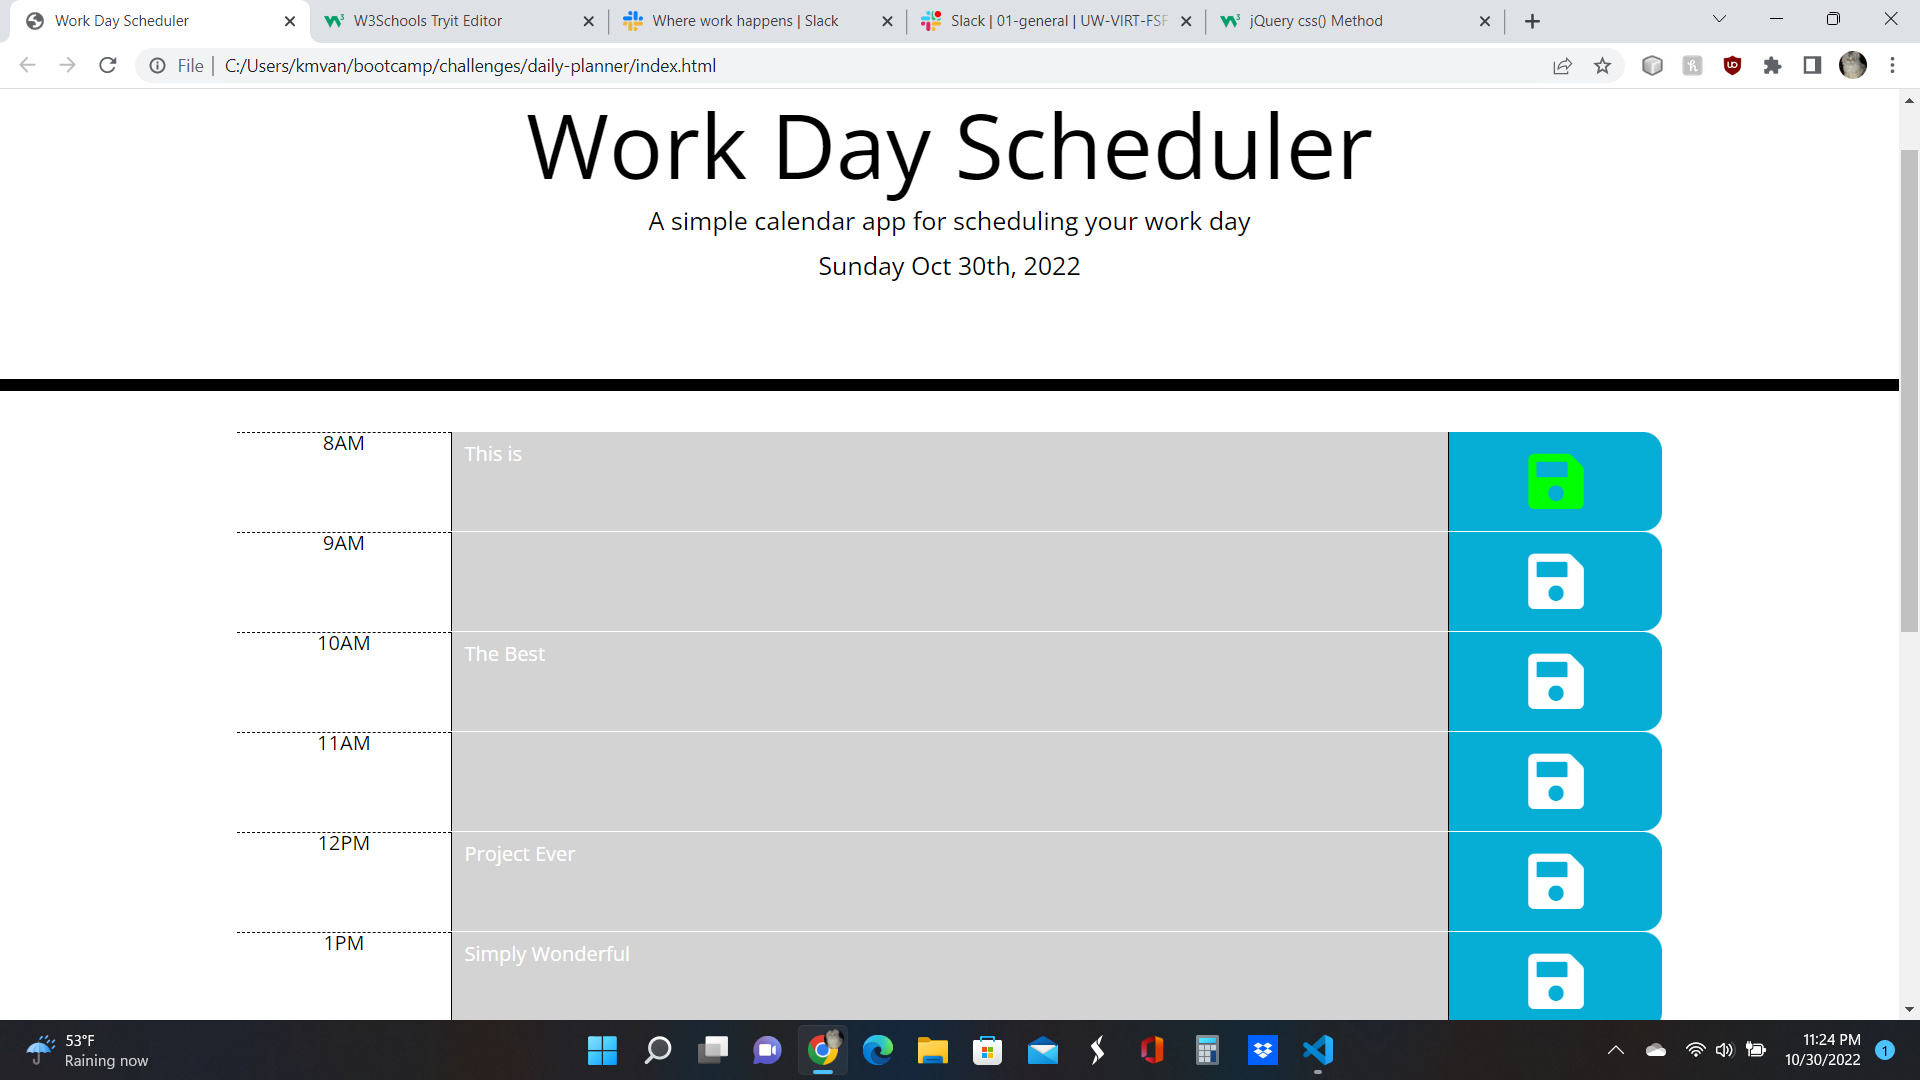 Work Day Scheduler
W3Schools Tryit Editor
Where work happens | Slack
Slack | 01-general | UW-VIRT-FSF
jQuery css() Method
File | C:/Users/kmvan/bootcamp/challenges/daily-planner/index.html
Work Day Scheduler
A simple calendar app for scheduling your work day
Sunday Oct 30th, 2022
8AM This is
9AM
10AM The Best
11AM
12PM Project Ever
1PM Simply Wonderful
53°F
Raining now
11:24 PM
10/30/2022
1